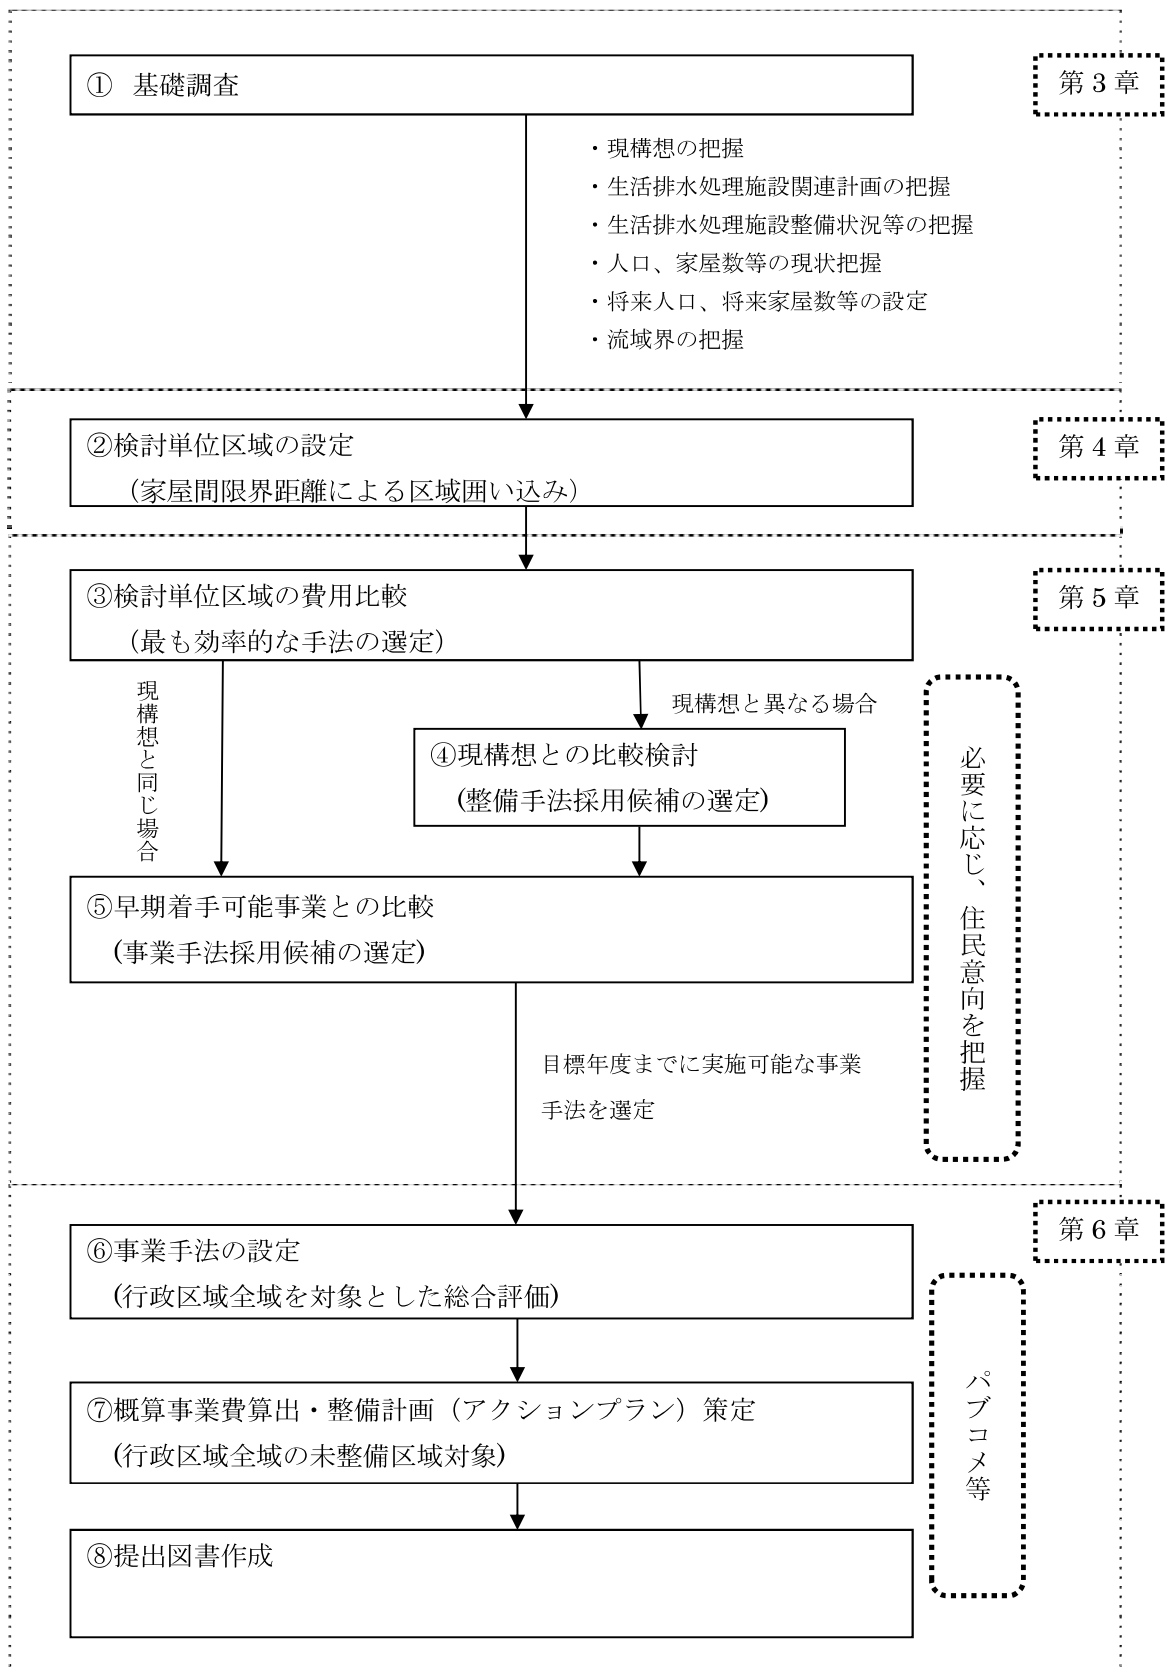 ① 基礎調査
第3章
・現構想の把握
・生活排水処理施設関連計画の把握
・生活排水処理施設整備状況等の把握
・人口、家屋数等の現状把握
・将来人口、将来家屋数等の設定
・流域界の把握
②検討単位区域の設定
（家屋間限界距離による区域囲い込み）
第4章
③検討単位区域の費用比較
（最も効率的な手法の選定）
第5章
現構想と同じ場合
現構想と異なる場合
④現構想との比較検討
(整備手法採用候補の選定)
必要に応じ、住民意向を把握
⑤早期着手可能事業との比較
(事業手法採用候補の選定)
目標年度までに実施可能な事業
手法を選定
第6章
⑥事業手法の設定
(行政区域全域を対象とした総合評価)
パブコメ等
⑦概算事業費算出・整備計画（アクションプラン）策定
(行政区域全域の未整備区域対象)
⑧提出図書作成